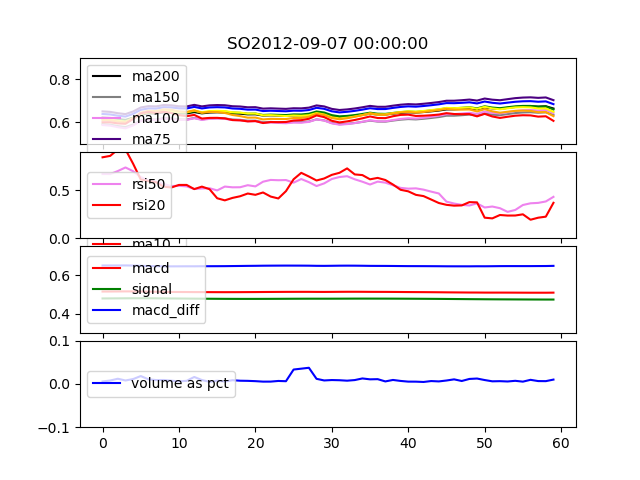 SO2012-09-07 00:00:00
0.8
0.6
ma200
ma150
ma100
ma75
0.5
0.0
rsi50
rsi20
ma10
0.6
0.4
macd
signal
macd_diff
0.1
0.0
−0.1
volume as pct
0 10 20 30 40 50 60